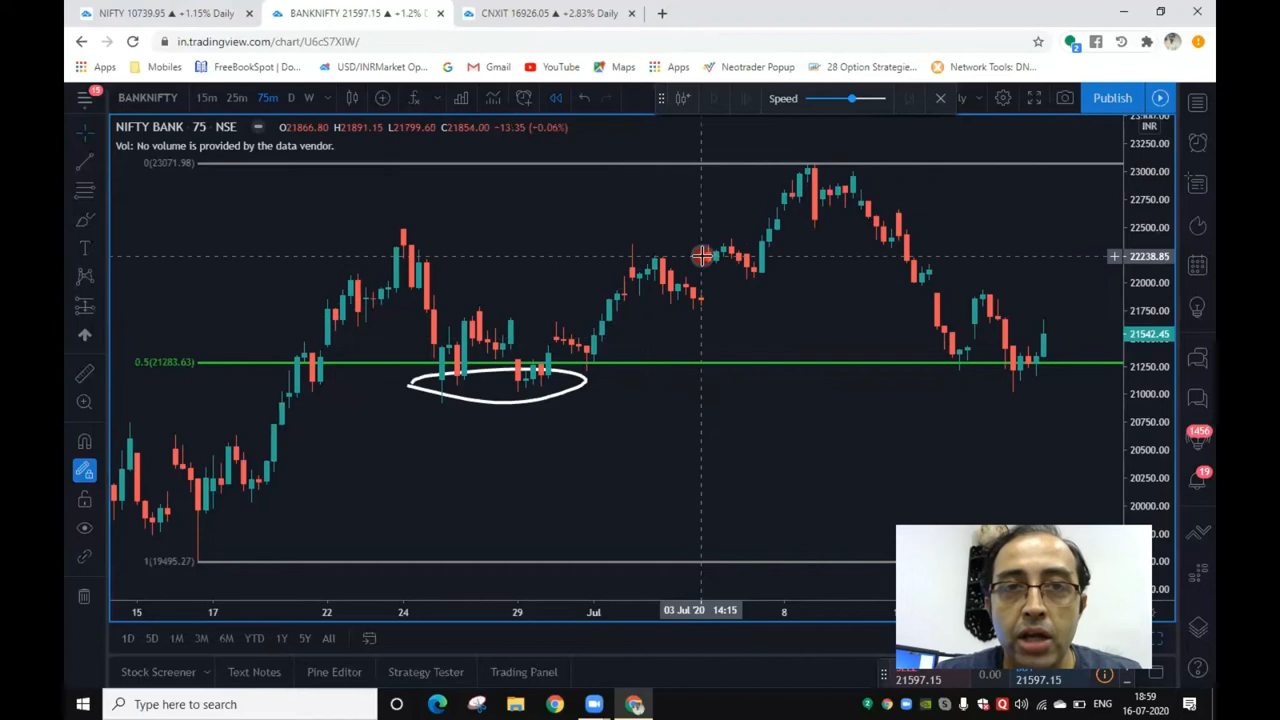 NIFTY 10739.95 ▲ +1.15% Daily
BANKNIFTY 21597.15 ▲ +1.2%
CNXIT 16926.05 ▲ +2.83% Daily
in.tradingview.com/chart/U6cS7XIW/
Apps Mobiles FreeBookSpot | Do... USD/INRMarket Op... Gmail YouTube Maps Apps Neotrader Popup 28 Option Strategie... Network Tools: DN...
15 BANKNIFTY 15m 25m 75m D W Speed Publish
NIFTY BANK · 75 · NSE O21866.80 H21891.15 L21799.60 C21854.00 -13.35 (-0.06%)
Vol: No volume is provided by the data vendor.
INR
0(23071.98)
0.5(21283.63)
1(19495.27)
23250.00
23000.00
22750.00
22500.00
22238.85
22000.00
21750.00
21542.45
21250.00
21000.00
20750.00
20500.00
20250.00
20000.00
2
1456
19
15 17 22 24 29 Jul 03 Jul '20 14:15 8
1D 5D 1M 3M 6M YTD 1Y 5Y All
Stock Screener Text Notes Pine Editor Strategy Tester Trading Panel
SELL
21597.15 0.00 21597.15
Type here to search
ENG
18:59
16-07-2020